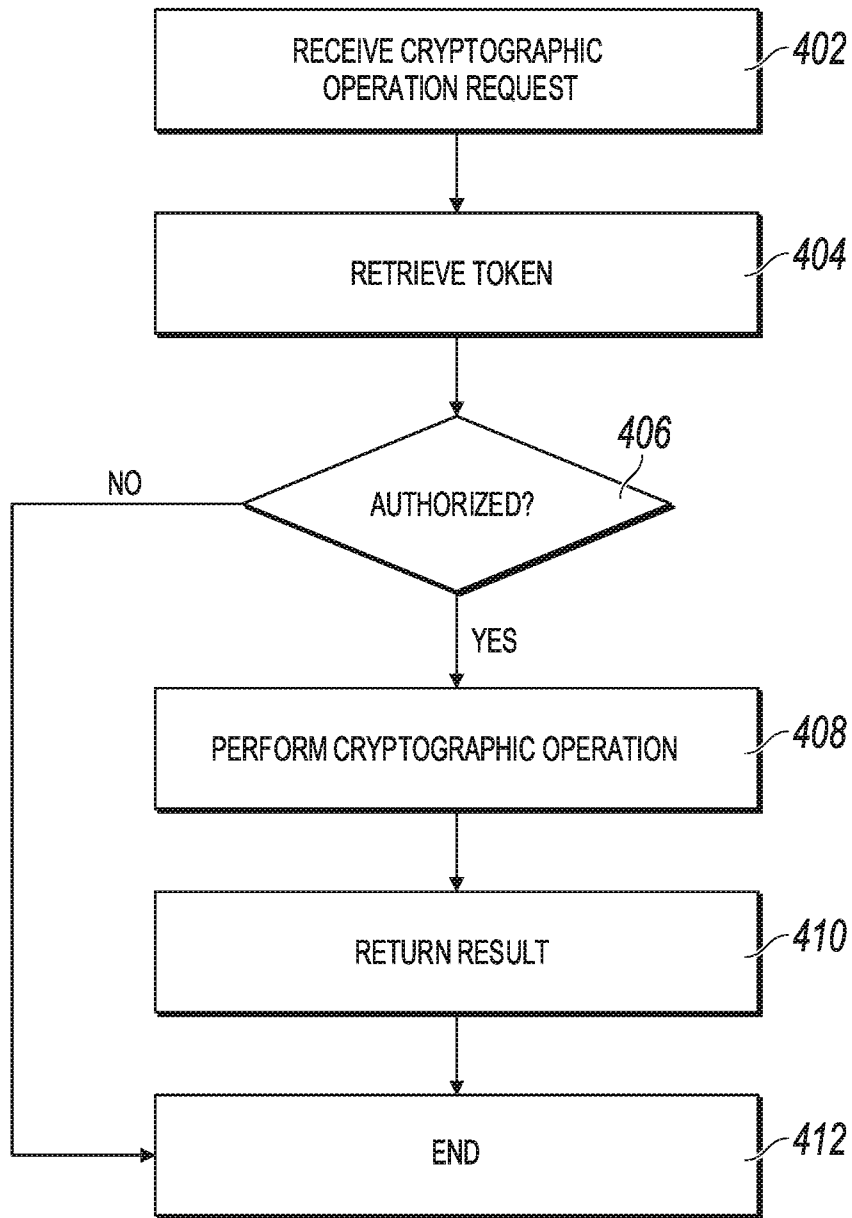 RECEIVE CRYPTOGRAPHIC
OPERATION REQUEST
402
RETRIEVE TOKEN
404
406
NO
AUTHORIZED?
YES
PERFORM CRYPTOGRAPHIC OPERATION
408
RETURN RESULT
410
END
412